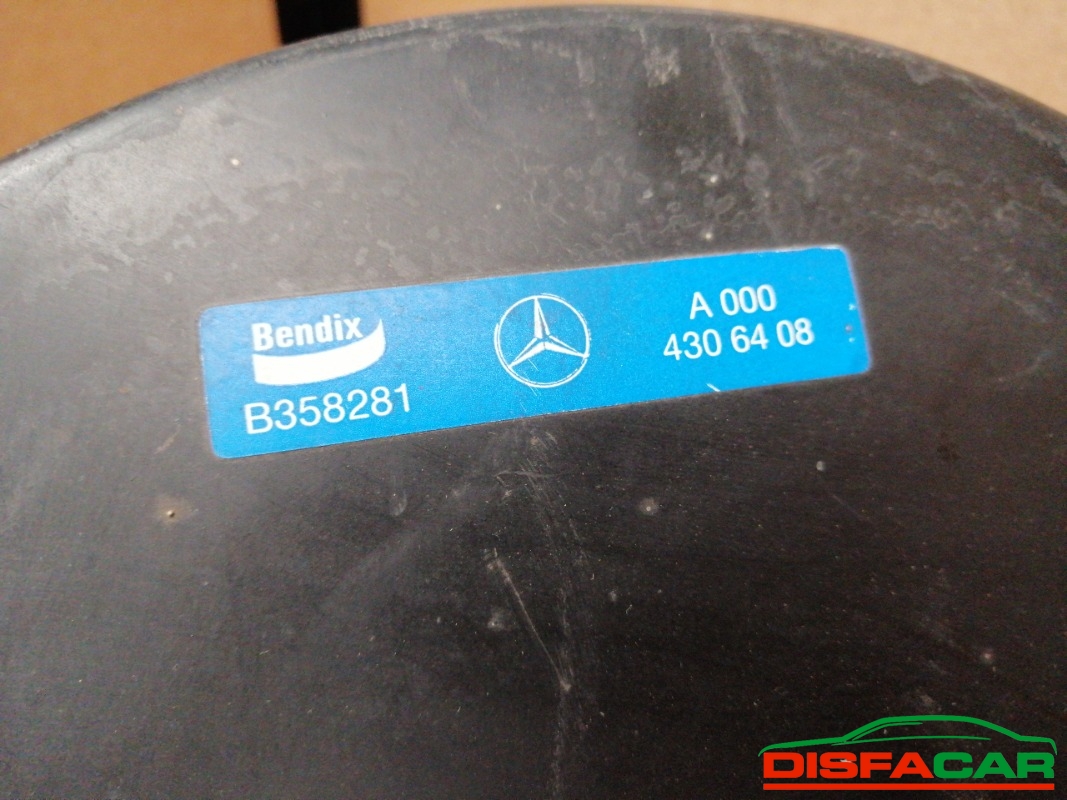 Bendix
B358281
A 000
430 64 08
DISFACAR